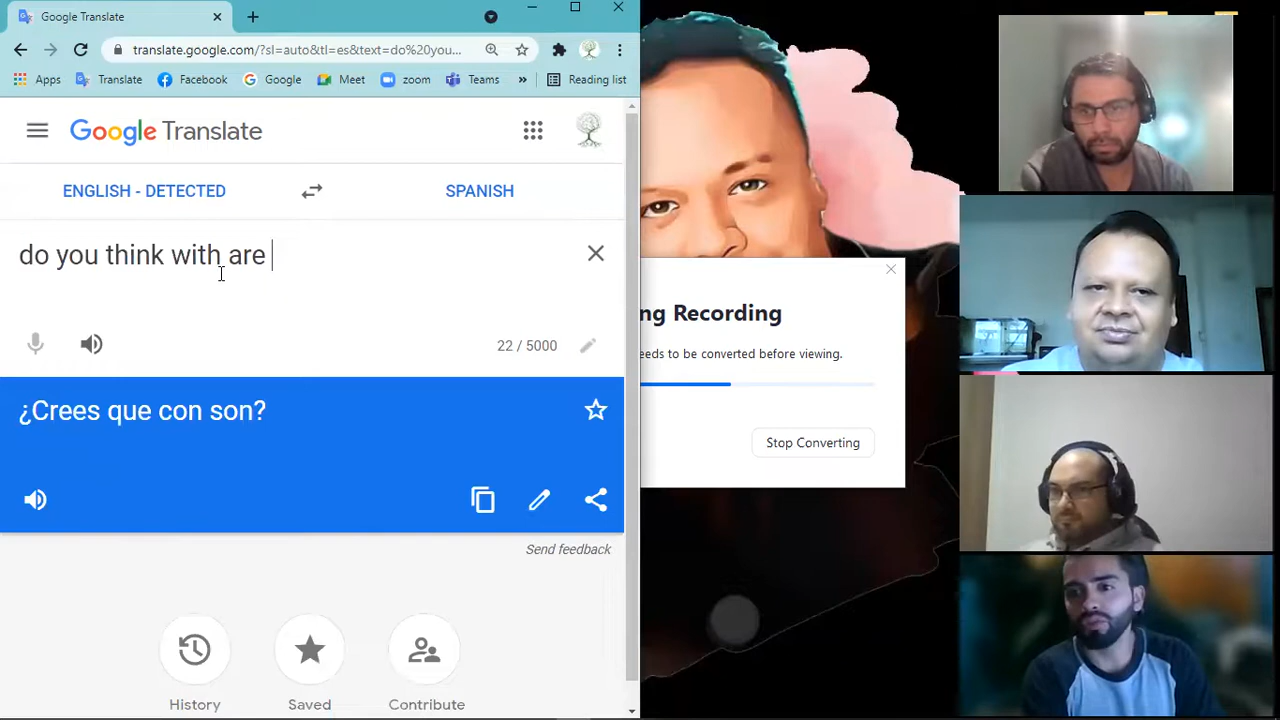 Google Translate
translate.google.com/?sl=auto&tl=es&text=do%20you...
Apps Translate Facebook Google Meet zoom Teams » Reading list
Google Translate
ENGLISH - DETECTED SPANISH
do you think with are
22 / 5000
¿Crees que con son?
Send feedback
History Saved Contribute
ng Recording
eeds to be converted before viewing.
Stop Converting